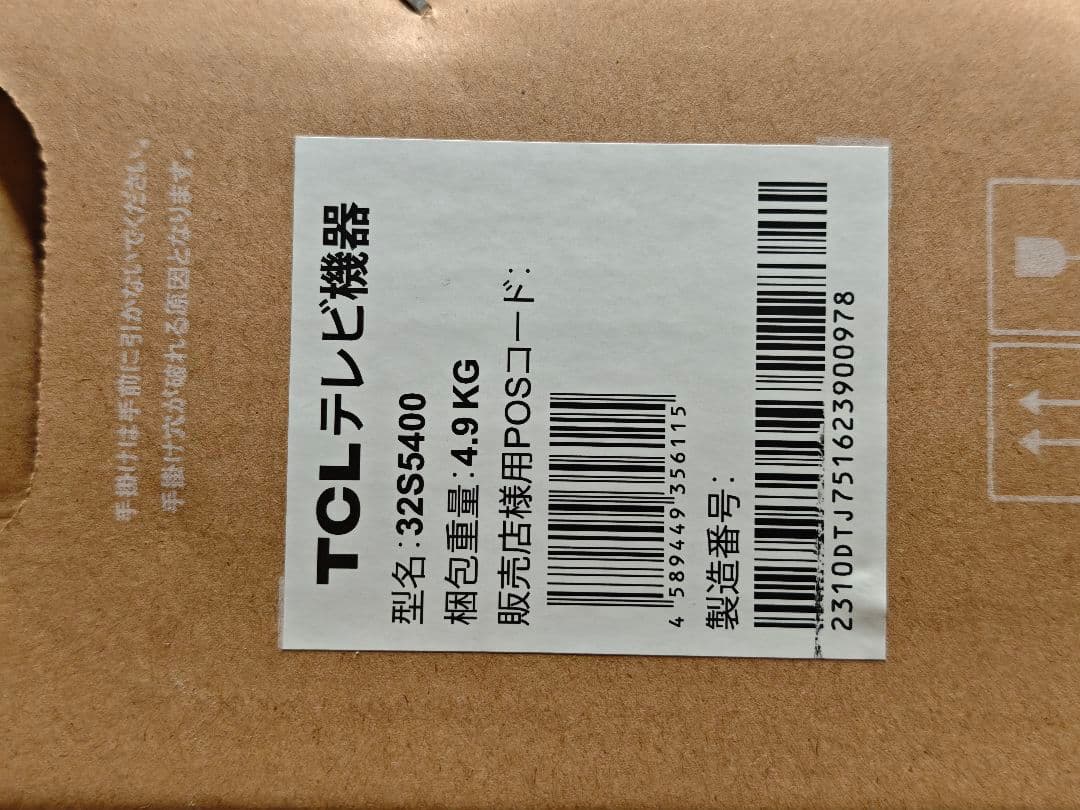 手掛けは手前に引かないでください。
手掛け穴が破れる原因となります。
TCLテレビ機器
型名:32S5400
梱包重量:4.9KG
販売店様用POSコード:
4 589449 356115
製造番号:
2310DTJ751623900978